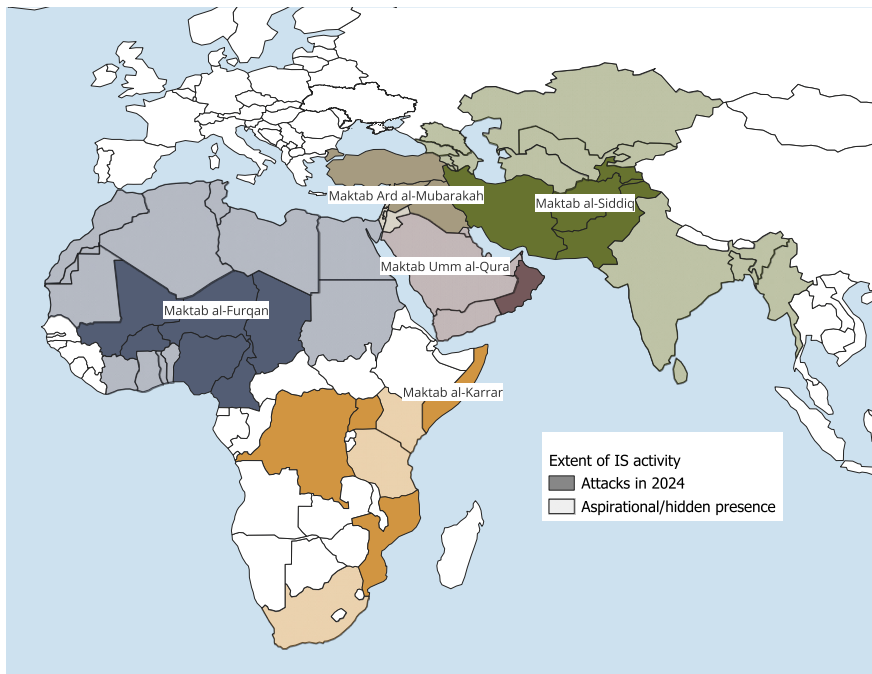 Maktab Ard al-Mubarakah
Maktab al-Siddiq
Maktab Umm al-Qura
Maktab al-Furqan
Maktab al-Karrar
Extent of IS activity
Attacks in 2024
Aspirational/hidden presence